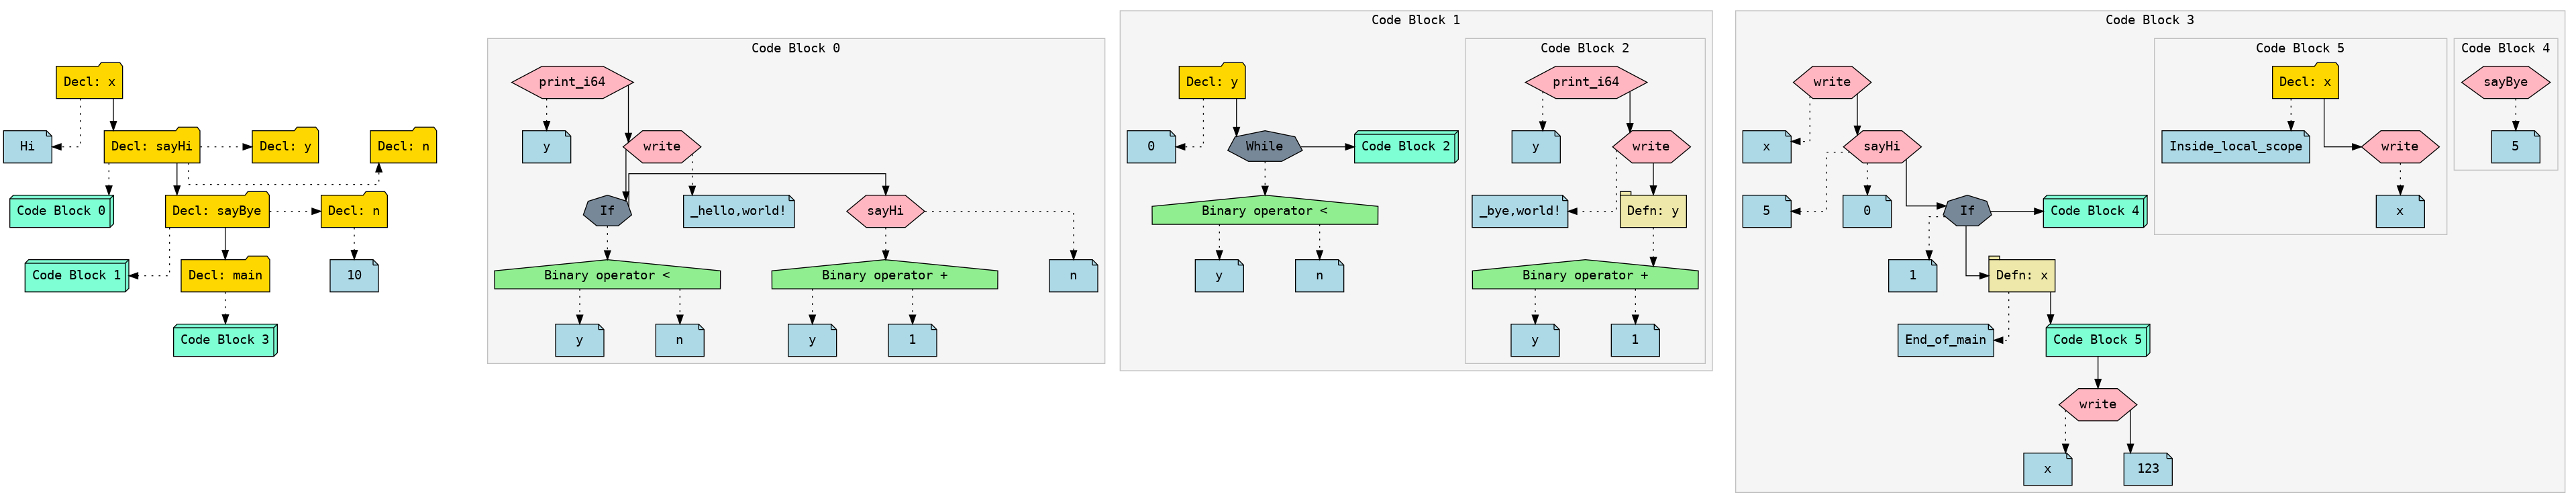 Decl: x
Hi
Decl: sayHi
Decl: y
Decl: n
Code Block 0
Decl: sayBye
Decl: n
Code Block 1
Decl: main
10
Code Block 3
Code Block 0
print_i64
y
write
If
_hello,world!
sayHi
Binary operator <
Binary operator +
n
y
n
y
1
Code Block 1
Decl: y
0
While
Code Block 2
Binary operator <
y
n
Code Block 2
print_i64
y
write
_bye,world!
Defn: y
Binary operator +
y
1
Code Block 3
write
x
sayHi
5
0
If
Code Block 4
1
Defn: x
End_of_main
Code Block 5
write
x
123
Code Block 5
Decl: x
Inside_local_scope
write
x
Code Block 4
sayBye
5